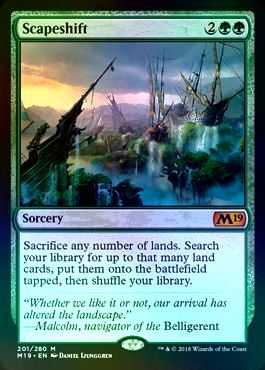 Scapeshift 2
Sorcery M19
Sacrifice any number of lands. Search
your library for up to that many land
cards, put them onto the battlefield
tapped, then shuffle your library.
“Whether we like it or not, our arrival has
altered the landscape.”
—Malcolm, navigator of the Belligerent
201/280 M
M19 • EN Daniel Ljunggren
™ & © 2018 Wizards of the Coast